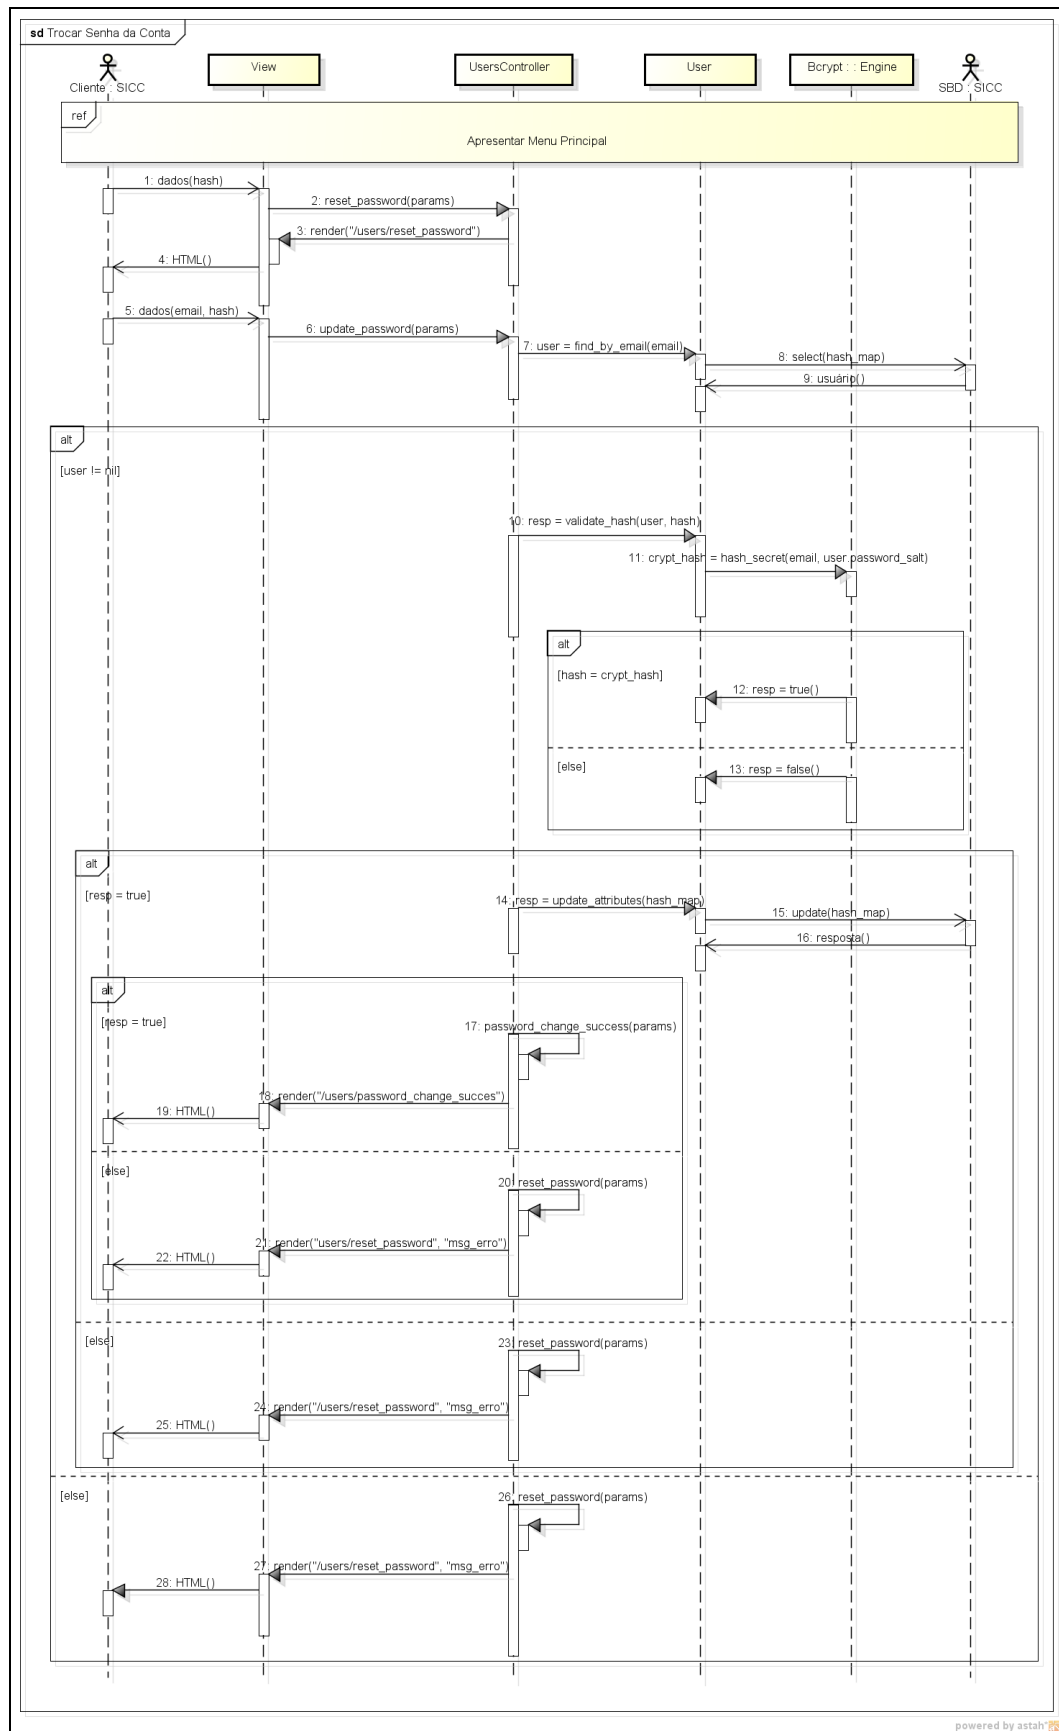 sd Trocar Senha da Conta
Cliente : SICC
View
UsersController
User
Bcrypt : : Engine
SBD : SICC
ref
Apresentar Menu Principal
1: dados(hash)
2: reset_password(params)
3: render("/users/reset_password")
4: HTML()
5: dados(email, hash)
6: update_password(params)
7: user = find_by_email(email)
8: select(hash_map)
9: usuário()
alt
[user != nil]
10: resp = validate_hash(user, hash)
11: crypt_hash = hash_secret(email, user.password_salt)
alt
[hash = crypt_hash]
12: resp = true()
[else]
13: resp = false()
alt
[resp = true]
14: resp = update_attributes(hash_map)
15: update(hash_map)
16: resposta()
alt
[resp = true]
17: password_change_success(params)
18: render("/users/password_change_succes")
19: HTML()
[else]
20: reset_password(params)
21: render("users/reset_password", "msg_erro")
22: HTML()
[else]
23: reset_password(params)
24: render("/users/reset_password", "msg_erro")
25: HTML()
[else]
26: reset_password(params)
27: render("/users/reset_password", "msg_erro")
28: HTML()
powered by astah*